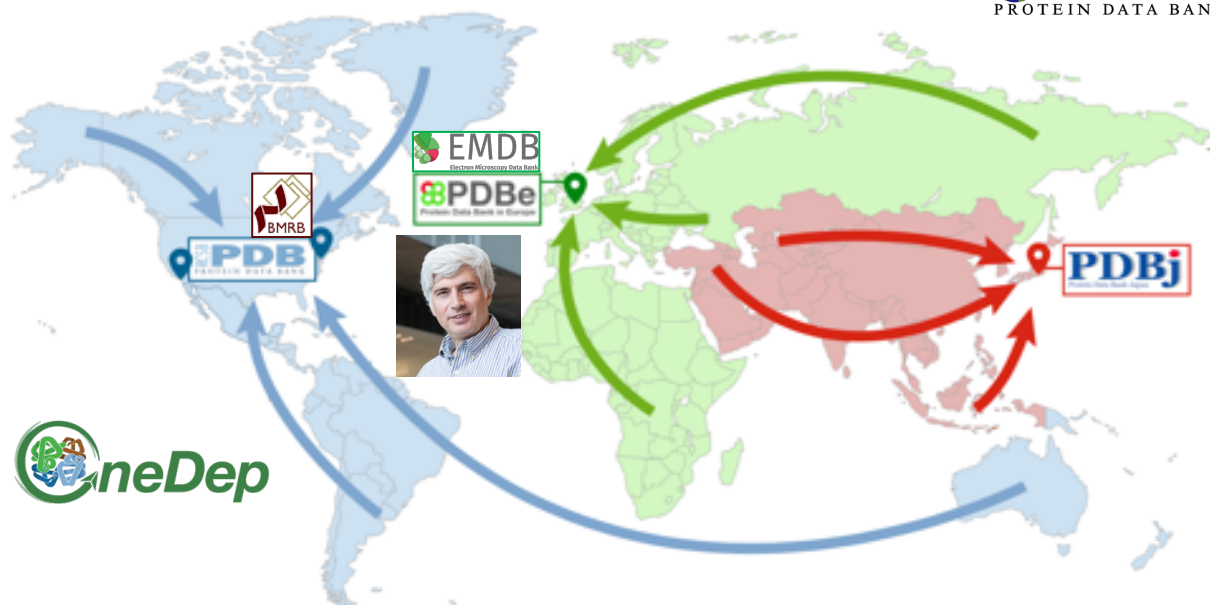 PROTEIN DATA BAN
EMDB
Electron Microscopy Data Bank
PDBe
Protein Data Bank in Europe
BMRB
PDB
PROTEIN DATA BANK
PDBj
Protein Data Bank Japan
OneDep